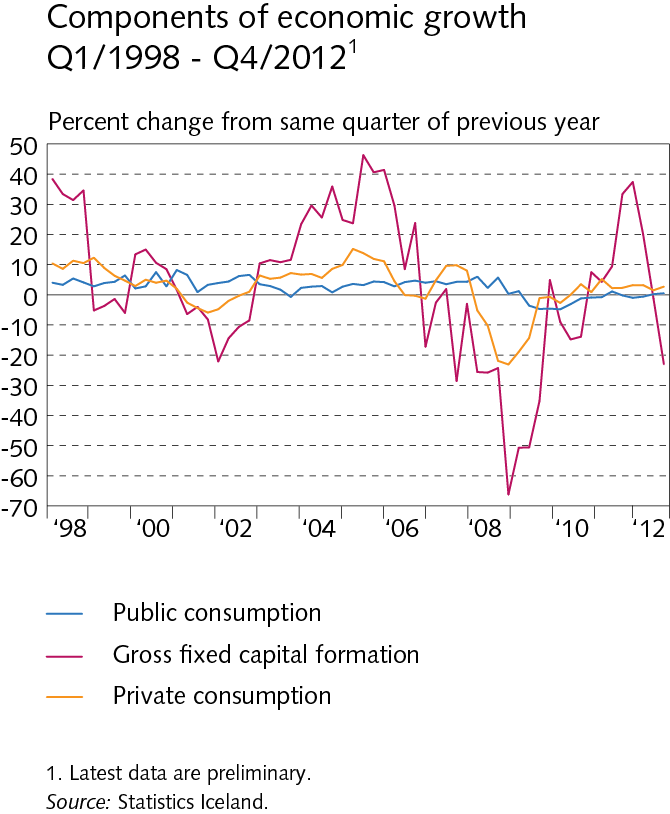 Components of economic growth
Q1/1998 - Q4/2012¹
Percent change from same quarter of previous year
50
40
30
20
10
0
-10
-20
-30
-40
-50
-60
-70
‘98 ‘00 ‘02 ‘04 ‘06 ‘08 ‘10 ‘12
Public consumption
Gross fixed capital formation
Private consumption
1. Latest data are preliminary.
Source: Statistics Iceland.